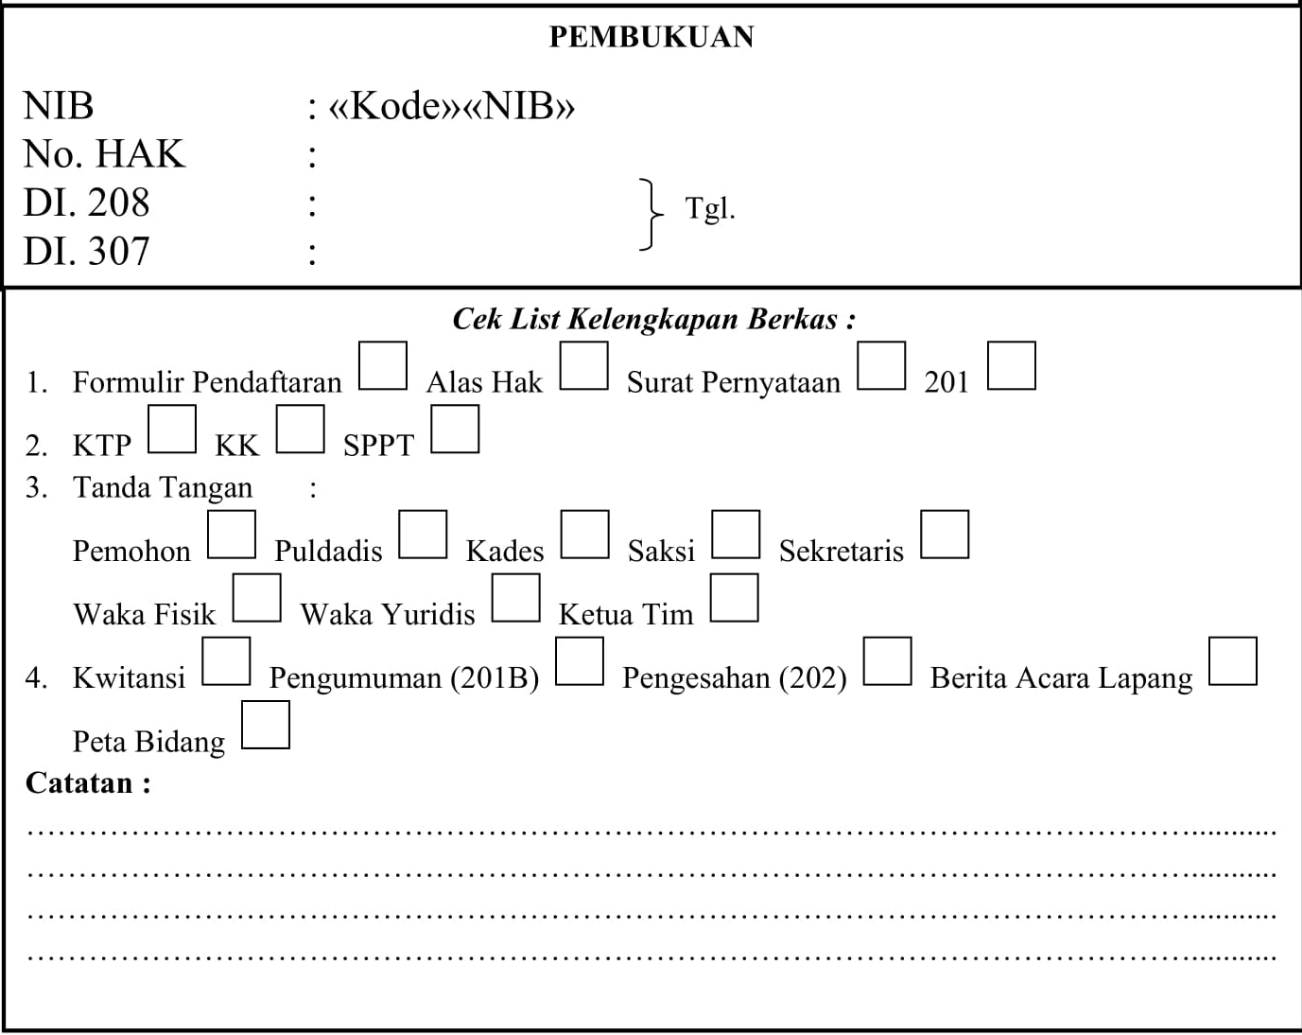 PEMBUKUAN
NIB : «Kode»«NIB»
No. HAK :
DI. 208 : } Tgl.
DI. 307 :
Cek List Kelengkapan Berkas :
1. Formulir Pendaftaran Alas Hak Surat Pernyataan 201
2. KTP KK SPPT
3. Tanda Tangan :
Pemohon Puldadis Kades Saksi Sekretaris
Waka Fisik Waka Yuridis Ketua Tim
4. Kwitansi Pengumuman (201B) Pengesahan (202) Berita Acara Lapang
Peta Bidang
Catatan :